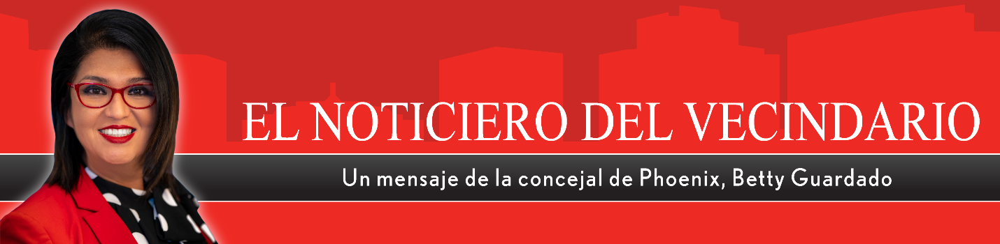 EL NOTICIERO DEL VECINDARIO
Un mensaje de la concejal de Phoenix, Betty Guardado